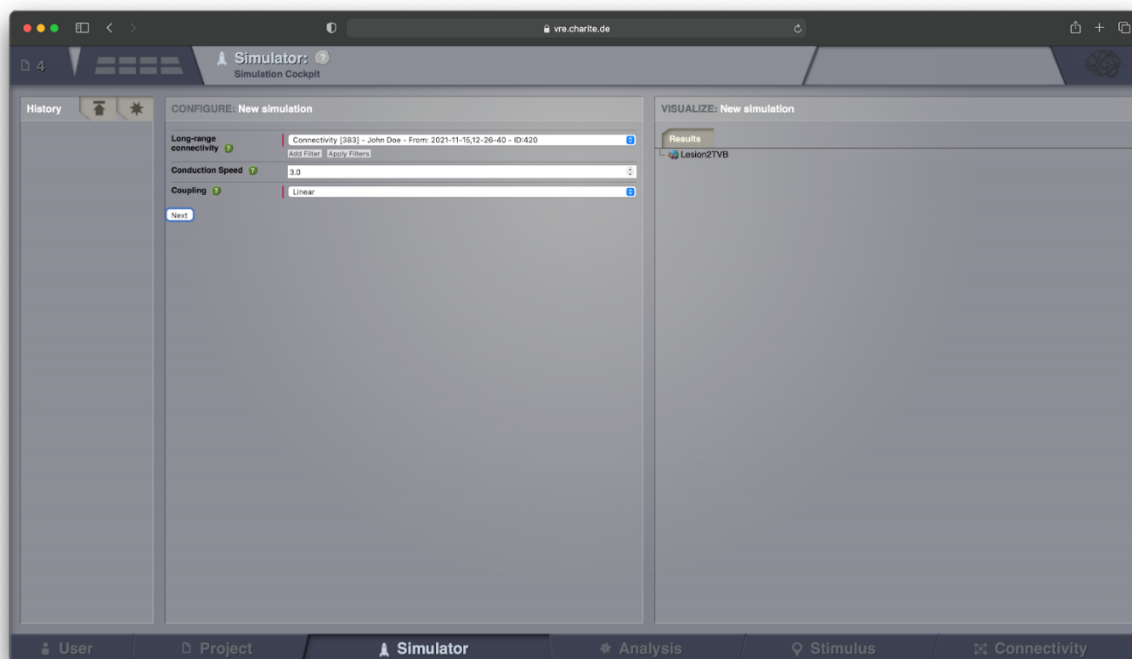 vre.charite.de
4
Simulator: ?
Simulation Cockpit
History
CONFIGURE: New simulation
Long-range connectivity ?
Connectivity [383] - John Doe - From: 2021-11-15,12-26-40 - ID:420
Add Filter Apply Filters
Conduction Speed ?
3.0
Coupling ?
Linear
Next
VISUALIZE: New simulation
Results
Lesion2TVB
User Project Simulator Analysis Stimulus Connectivity